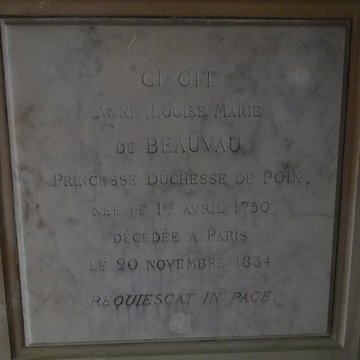 CI-GIT
ANNE LOUISE MARIE
DE BEAUVAU
PRINCESSE DUCHESSE DE POIX,
NÉE LE 1ER AVRIL 1750
DÉCÉDÉE A PARIS
LE 20 NOVEMBRE 1834
REQUIESCAT IN PACE